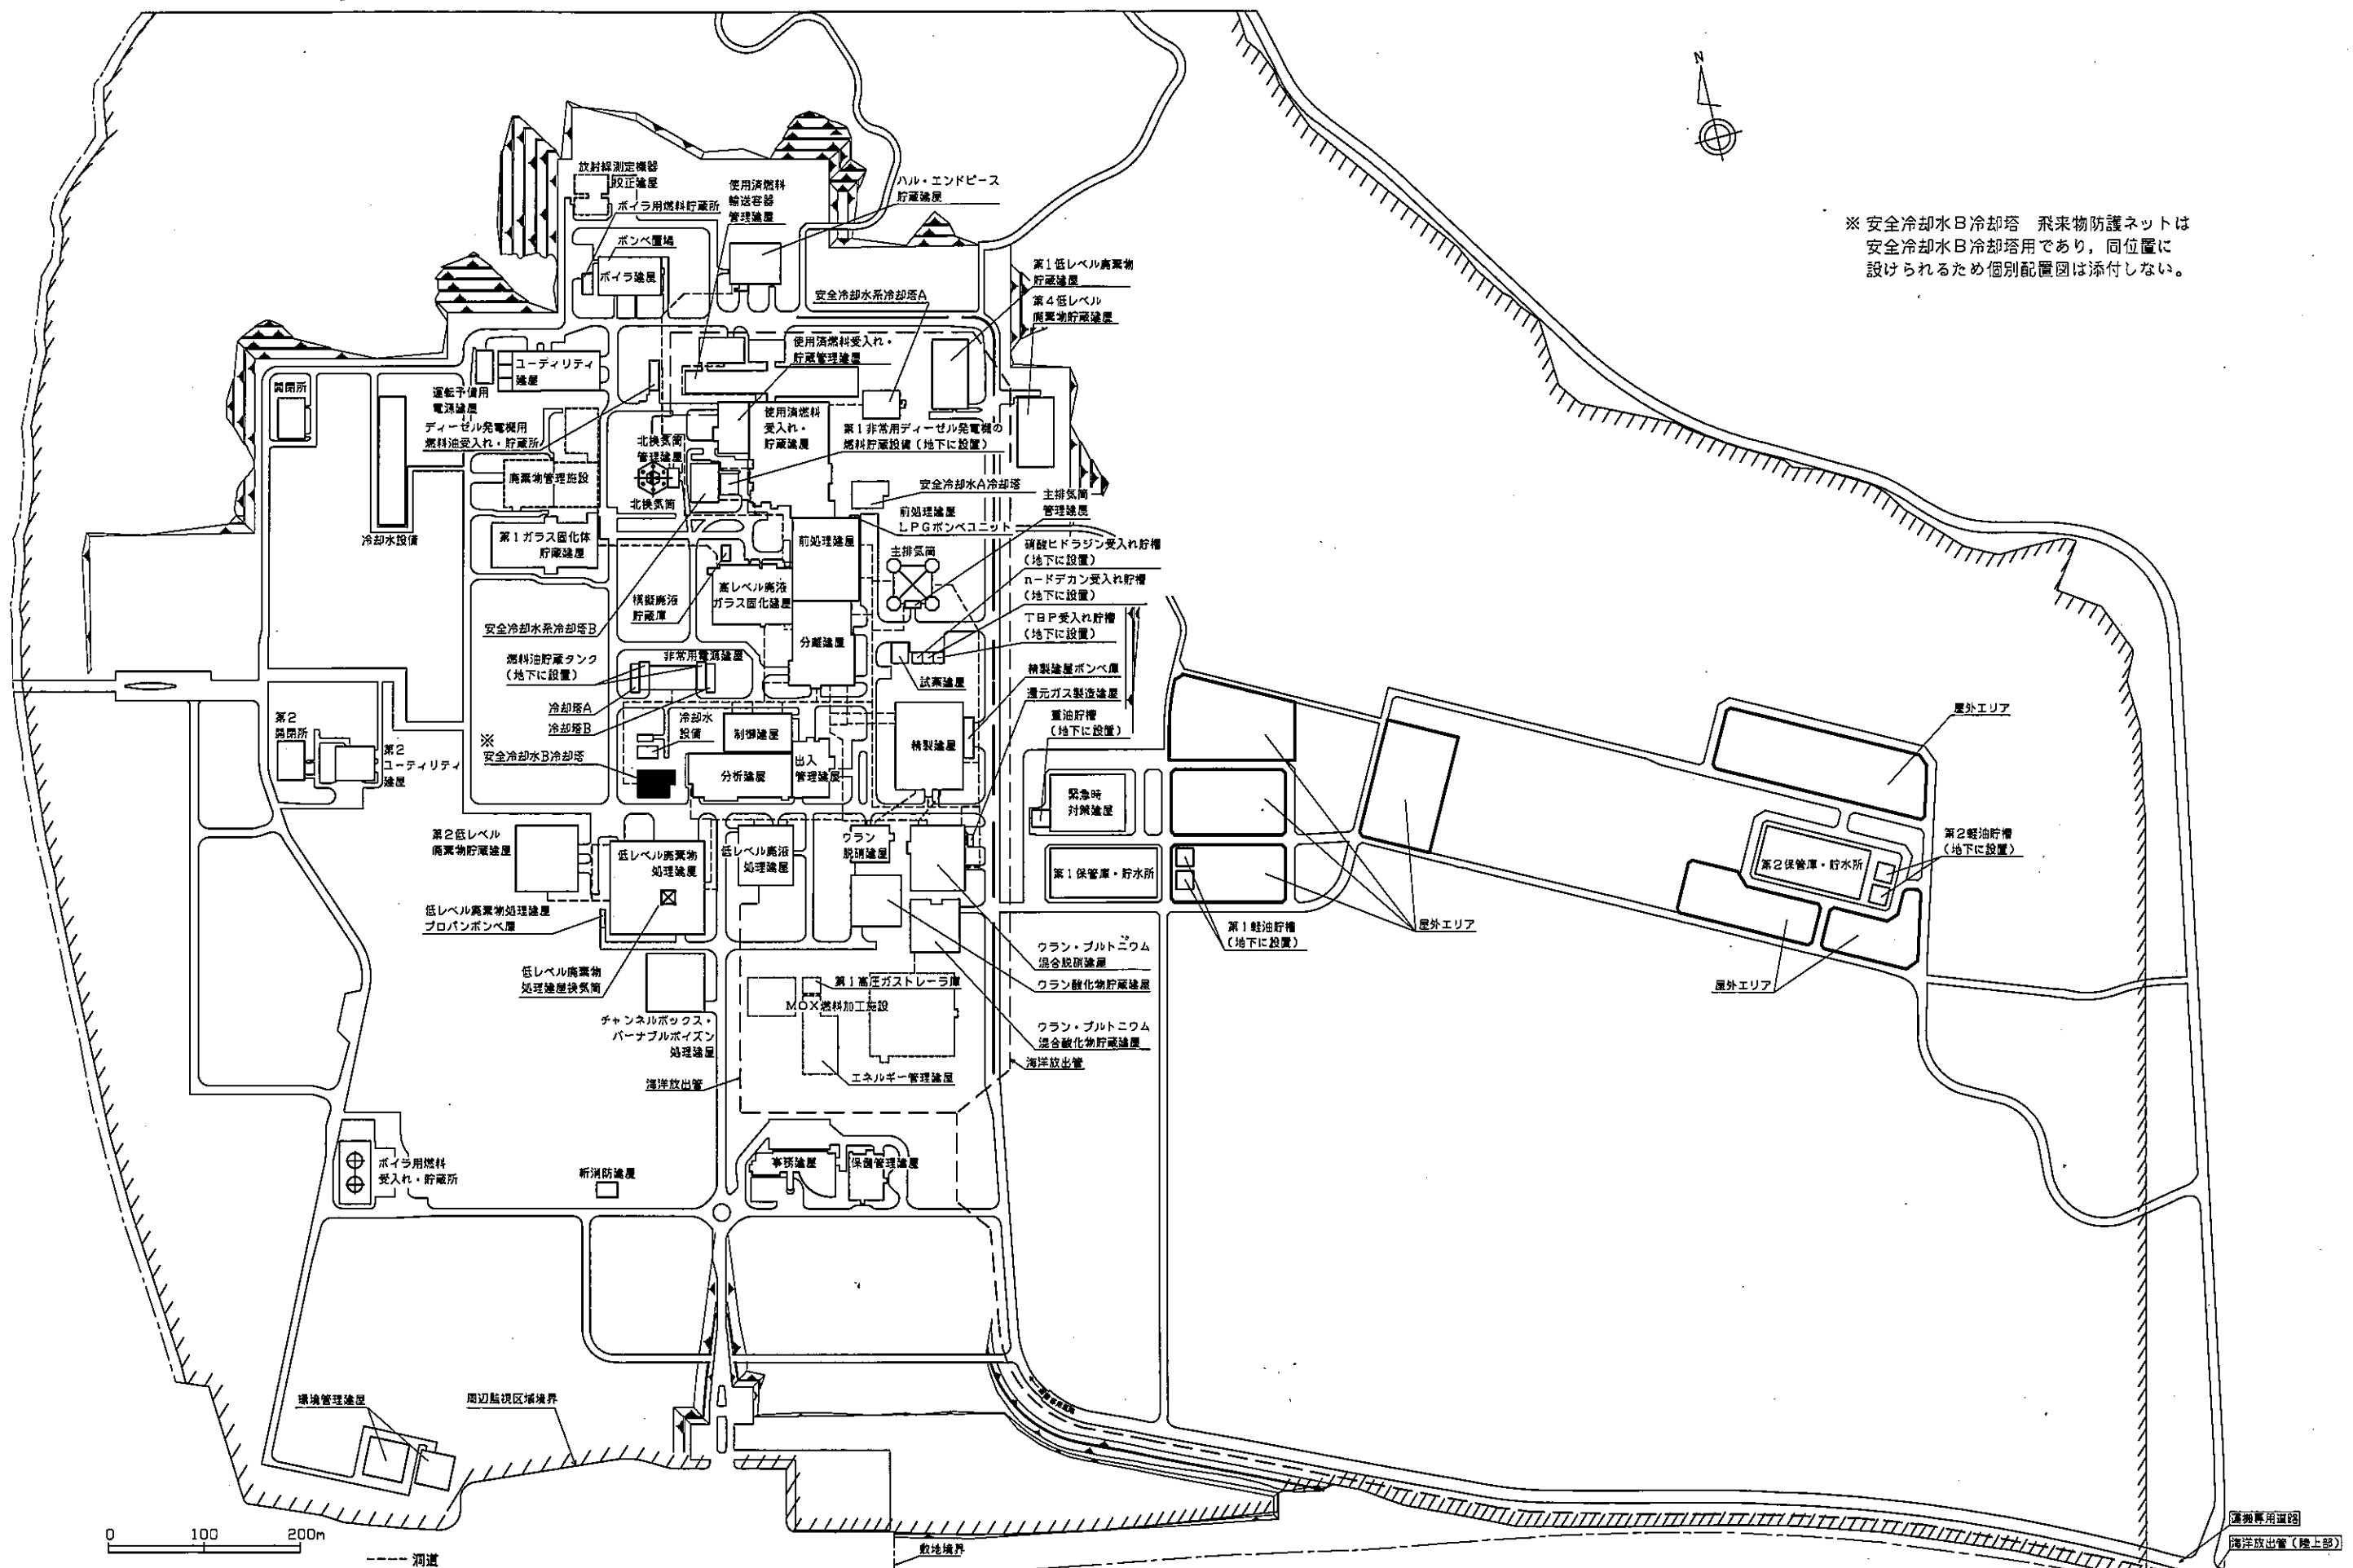 N
※ 安全冷却水B冷却塔 飛来物防護ネットは
安全冷却水B冷却塔用であり，同位置に
設けられるため個別配置図は添付しない。
放射線測定機器
校正建屋
ボイラ用燃料貯蔵所
ボンベ置場
ボイラ建屋
使用済燃料
輸送容器
管理建屋
ハル・エンドピース
貯蔵建屋
第1低レベル廃棄物
貯蔵建屋
第4低レベル
廃棄物貯蔵建屋
安全冷却水系冷却塔A
使用済燃料受入れ・
貯蔵管理建屋
ユーティリティ
建屋
開閉所
運転予備用
電源建屋
ディーゼル発電機用
燃料油受入れ・貯蔵所
使用済燃料
受入れ・
貯蔵建屋
第1非常用ディーゼル発電機の
燃料貯蔵設備（地下に設置）
北換気筒
管理建屋
廃棄物管理施設
北換気筒
安全冷却水A冷却塔
主排気筒
管理建屋
前処理建屋
LPGボンベユニット
冷却水設備
第1ガラス固化体
貯蔵建屋
前処理建屋
主排気筒
硝酸ヒドラジン受入れ貯槽
（地下に設置）
n－ドデカン受入れ貯槽
（地下に設置）
TBP受入れ貯槽
（地下に設置）
高レベル廃液
ガラス固化建屋
模擬廃液
貯蔵庫
安全冷却水系冷却塔B
分離建屋
非常用電源建屋
燃料油貯蔵タンク
（地下に設置）
試薬建屋
精製建屋ボンベ庫
還元ガス製造建屋
重油貯槽
（地下に設置）
冷却塔A
冷却塔B
冷却水
設備
制御建屋
精製建屋
第2
開閉所
第2
ユーティリティ
建屋
※
安全冷却水B冷却塔
分析建屋
出入
管理建屋
屋外エリア
緊急時
対策建屋
第2低レベル
廃棄物貯蔵建屋
低レベル廃棄物
処理建屋
低レベル廃液
処理建屋
ウラン
脱硝建屋
第1保管庫・貯水所
第2保管庫・貯水所
第2軽油貯槽
（地下に設置）
低レベル廃棄物処理建屋
プロパンボンベ庫
第1軽油貯槽
（地下に設置）
屋外エリア
ウラン・プルトニウム
混合脱硝建屋
低レベル廃棄物
処理建屋換気筒
第1高圧ガストレーラ庫
ウラン酸化物貯蔵建屋
屋外エリア
MOX燃料加工施設
チャンネルボックス・
バーナブルポイズン
処理建屋
ウラン・プルトニウム
混合酸化物貯蔵建屋
海洋放出管
エネルギー管理建屋
海洋放出管
ボイラ用燃料
受入れ・貯蔵所
新消防建屋
事務建屋
保健管理建屋
環境管理建屋
周辺監視区域境界
0 100 200m
洞道
敷地境界
運搬専用道路
海洋放出管（陸上部）